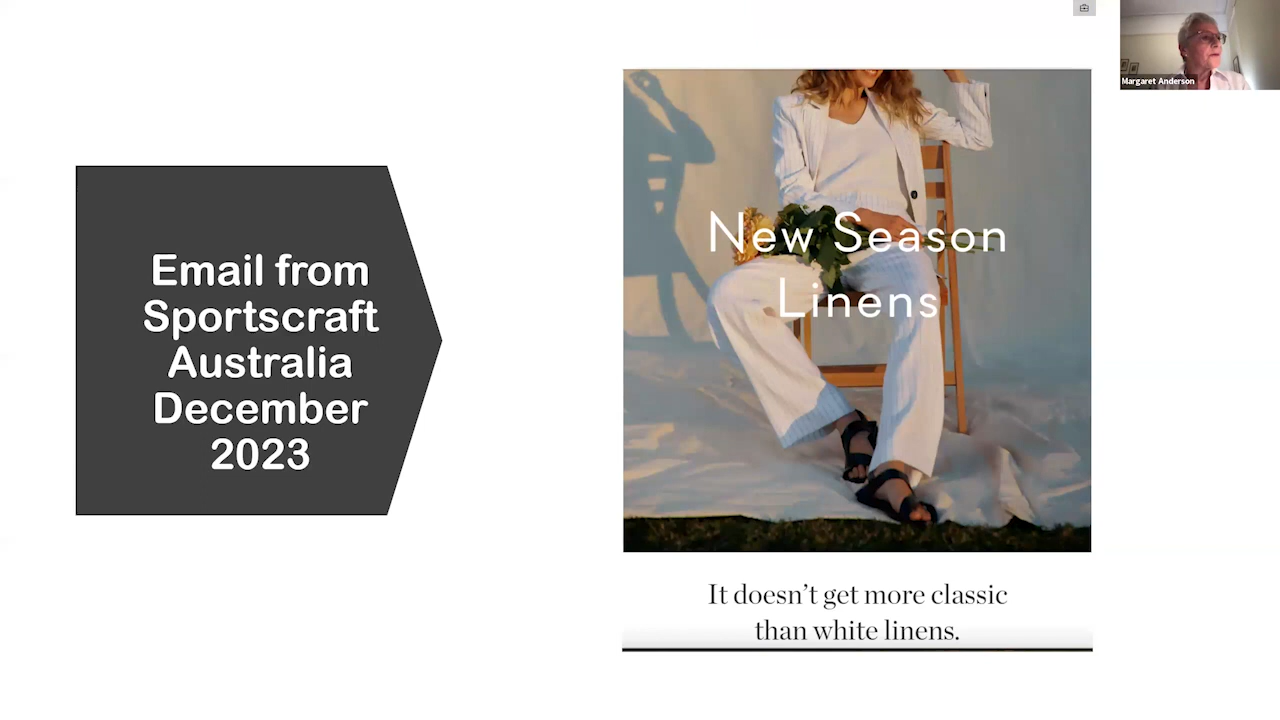 Margaret Anderson
Email from
Sportscraft
Australia
December
2023
New Season
Linens
It doesn’t get more classic
than white linens.